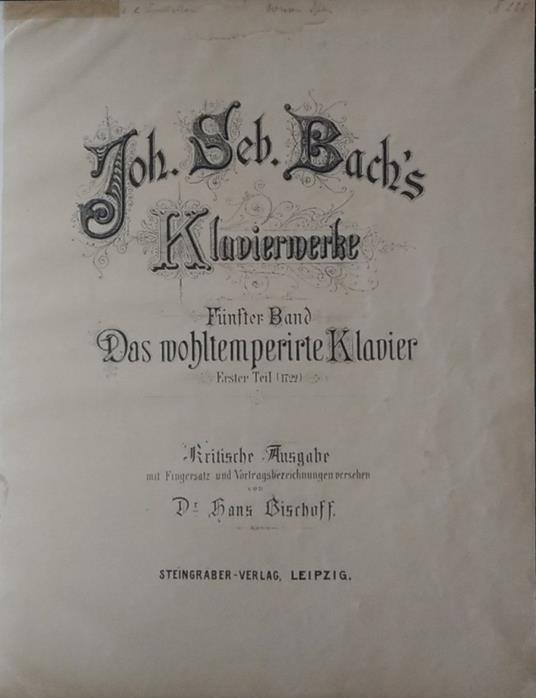 Joh. Seb. Bach's
Klavierwerke
Fünfter Band
Das wohltemperirte Klavier
Erster Teil (1722)
Kritische Ausgabe
mit Fingersatz und Vortragsbezeichnungen versehen
von
Dr. Hans Bischoff.
STEINGRÄBER-VERLAG, LEIPZIG.